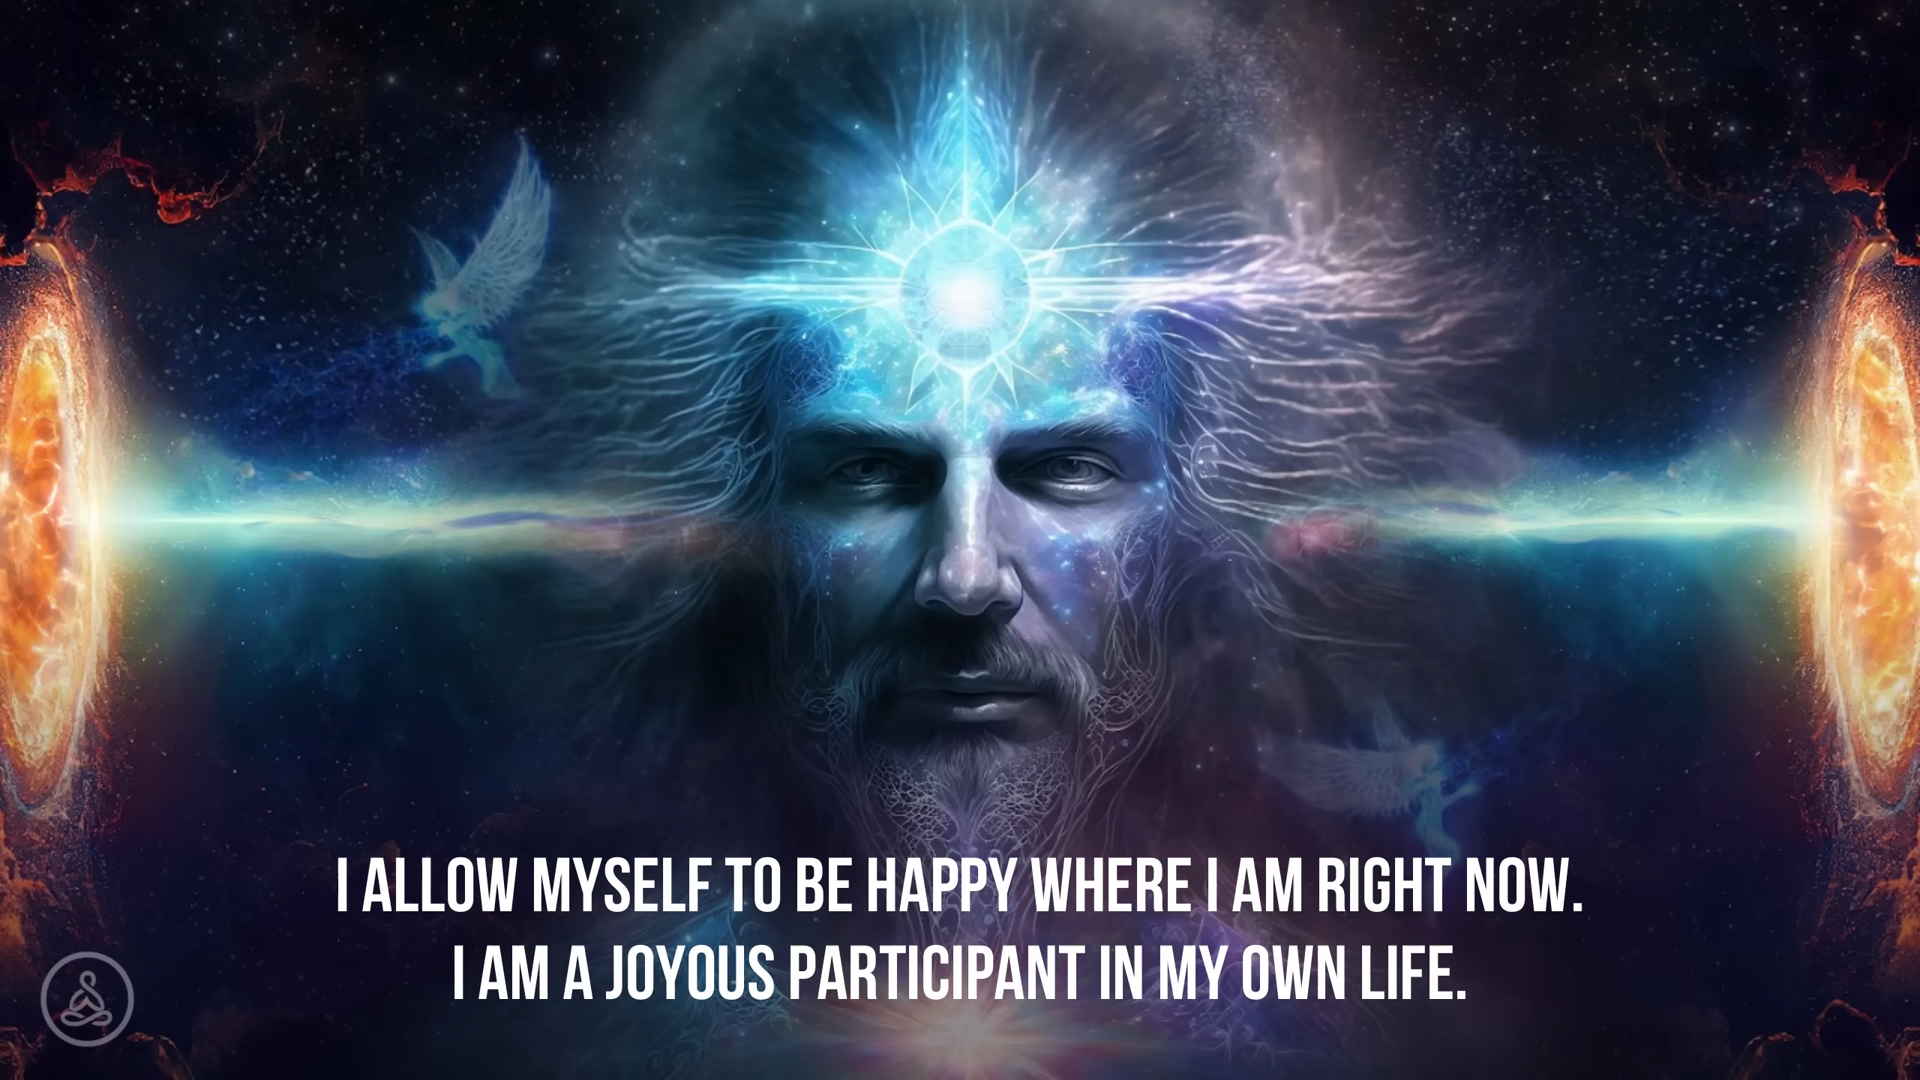 I ALLOW MYSELF TO BE HAPPY WHERE I AM RIGHT NOW.
I AM A JOYOUS PARTICIPANT IN MY OWN LIFE.